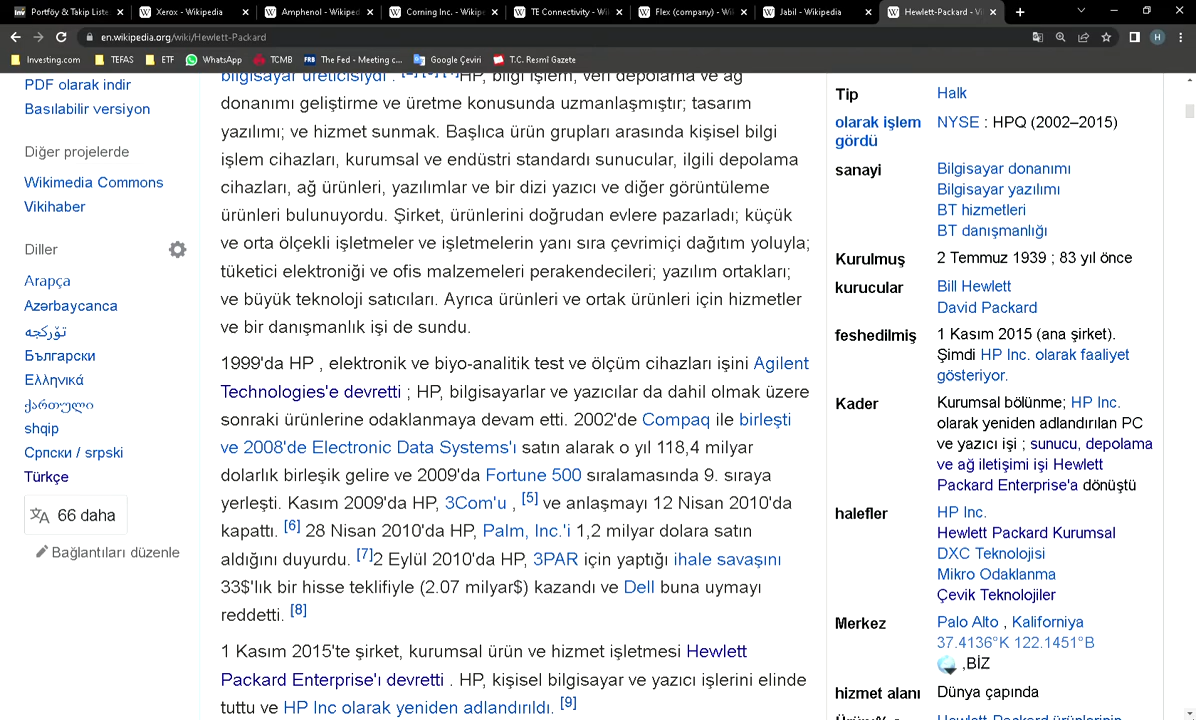 Portföy & Takip Liste
Xerox - Wikipedia
Amphenol - Wikiped
Corning Inc. - Wikipe
TE Connectivity - Wi
Flex (company) - Wi
Jabil - Wikipedia
Hewlett-Packard - Vi
en.wikipedia.org/wiki/Hewlett-Packard
Investing.com
TEFAS
ETF
WhatsApp
TCMB
The Fed - Meeting c...
Google Çeviri
T.C. Resmî Gazete
PDF olarak indir
Basılabilir versiyon
Diğer projelerde
Wikimedia Commons
Vikihaber
Diller
Arapça
Azərbaycanca
تۆرکجه
Български
Ελληνικά
ქართული
shqip
Српски / srpski
Türkçe
66 daha
Bağlantıları düzenle
bilgisayar üreticisiydi . [2] [3] [4]HP, bilgi işlem, veri depolama ve ağ
donanımı geliştirme ve üretme konusunda uzmanlaşmıştır; tasarım
yazılımı; ve hizmet sunmak. Başlıca ürün grupları arasında kişisel bilgi
işlem cihazları, kurumsal ve endüstri standardı sunucular, ilgili depolama
cihazları, ağ ürünleri, yazılımlar ve bir dizi yazıcı ve diğer görüntüleme
ürünleri bulunuyordu. Şirket, ürünlerini doğrudan evlere pazarladı; küçük
ve orta ölçekli işletmeler ve işletmelerin yanı sıra çevrimiçi dağıtım yoluyla;
tüketici elektroniği ve ofis malzemeleri perakendecileri; yazılım ortakları;
ve büyük teknoloji satıcıları. Ayrıca ürünleri ve ortak ürünleri için hizmetler
ve bir danışmanlık işi de sundu.
1999'da HP , elektronik ve biyo-analitik test ve ölçüm cihazları işini Agilent
Technologies'e devretti ; HP, bilgisayarlar ve yazıcılar da dahil olmak üzere
sonraki ürünlerine odaklanmaya devam etti. 2002'de Compaq ile birleşti
ve 2008'de Electronic Data Systems'ı satın alarak o yıl 118,4 milyar
dolarlık birleşik gelire ve 2009'da Fortune 500 sıralamasında 9. sıraya
yerleşti. Kasım 2009'da HP, 3Com'u , [5] ve anlaşmayı 12 Nisan 2010'da
kapattı. [6] 28 Nisan 2010'da HP, Palm, Inc.'i 1,2 milyar dolara satın
aldığını duyurdu. [7]2 Eylül 2010'da HP, 3PAR için yaptığı ihale savaşını
33$'lık bir hisse teklifiyle (2.07 milyar$) kazandı ve Dell buna uymayı
reddetti. [8]
1 Kasım 2015'te şirket, kurumsal ürün ve hizmet işletmesi Hewlett
Packard Enterprise'ı devretti . HP, kişisel bilgisayar ve yazıcı işlerini elinde
tuttu ve HP Inc olarak yeniden adlandırıldı. [9]
Tip Halk
olarak işlem NYSE : HPQ (2002–2015)
gördü
sanayi Bilgisayar donanımı
Bilgisayar yazılımı
BT hizmetleri
BT danışmanlığı
Kurulmuş 2 Temmuz 1939 ; 83 yıl önce
kurucular Bill Hewlett
David Packard
feshedilmiş 1 Kasım 2015 (ana şirket).
Şimdi HP Inc. olarak faaliyet
gösteriyor.
Kader Kurumsal bölünme; HP Inc.
olarak yeniden adlandırılan PC
ve yazıcı işi ; sunucu, depolama
ve ağ iletişimi işi Hewlett
Packard Enterprise'a dönüştü
halefler HP Inc.
Hewlett Packard Kurumsal
DXC Teknolojisi
Mikro Odaklanma
Çevik Teknolojiler
Merkez Palo Alto , Kaliforniya
37.4136°K 122.1451°B
,BİZ
hizmet alanı Dünya çapında
Hewlett-Packard ürünlerinin